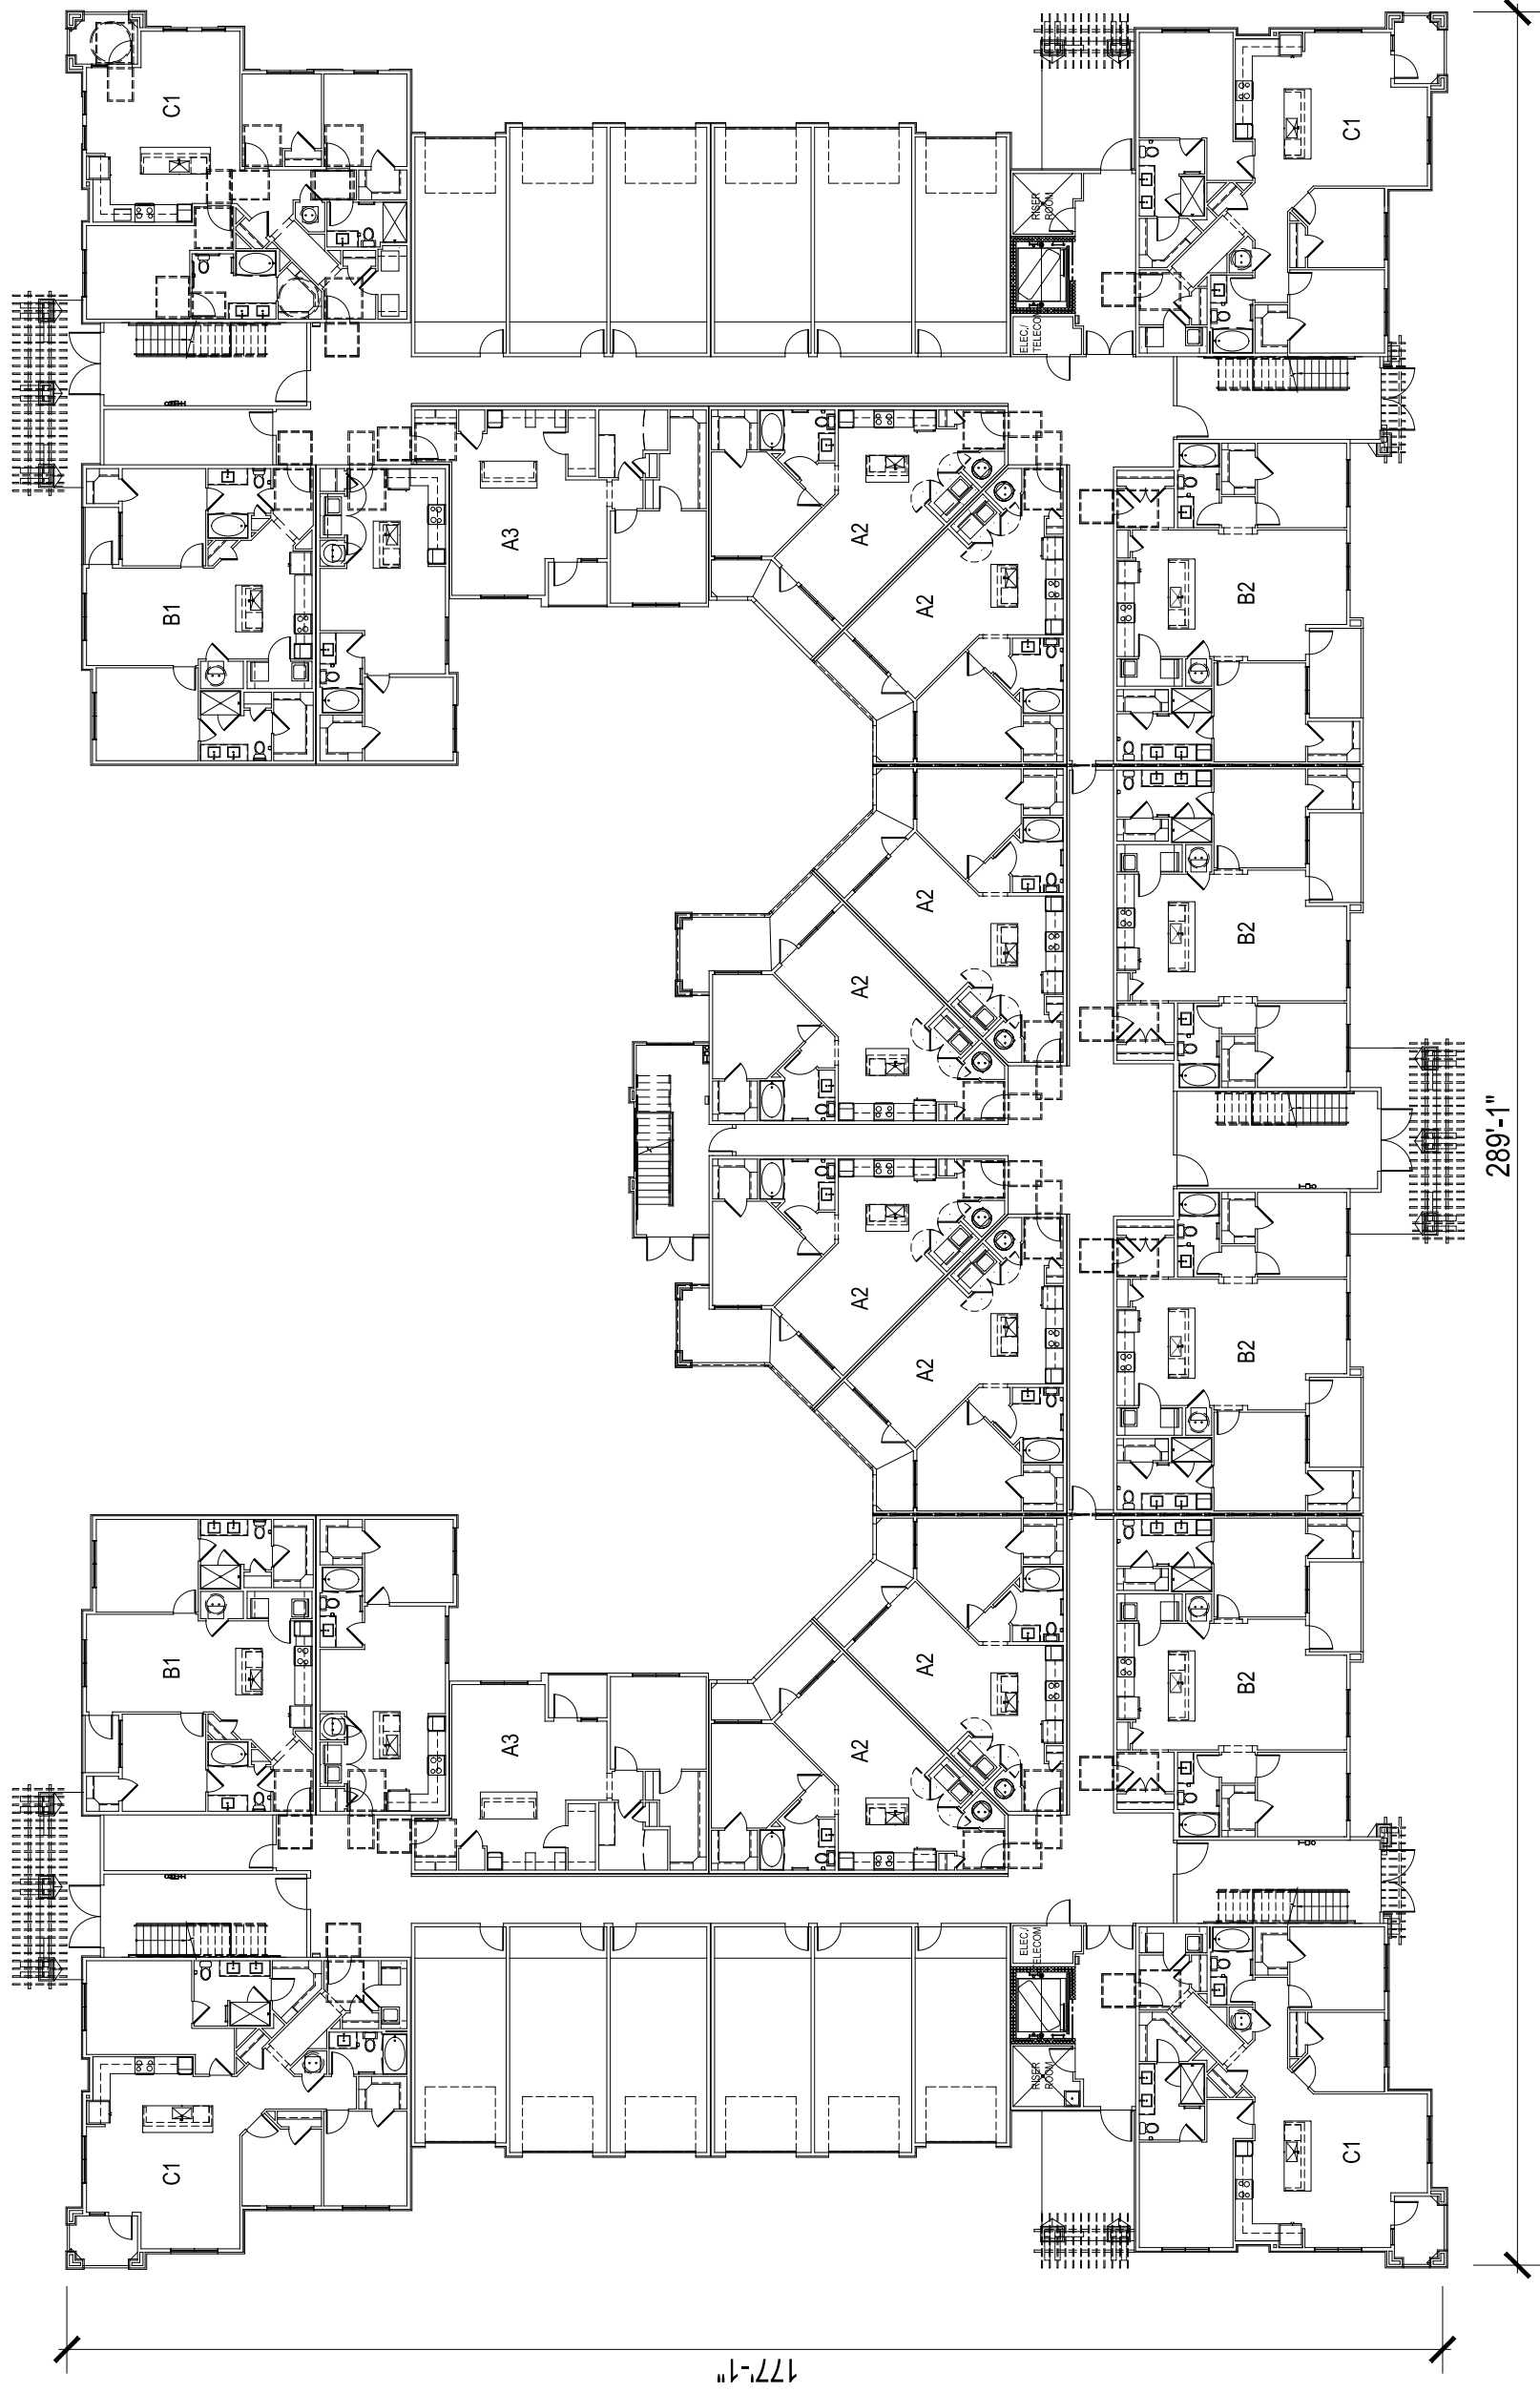 C1
B1
B1
C1
A3
A3
A2
A2
A2
A2
A2
A2
A2
A2
RISER
ROOM
ELEC./
TELECOM
ELEC./
TELECOM
RISER
ROOM
B2
B2
B2
B2
C1
C1
177'-1"
289'-1"